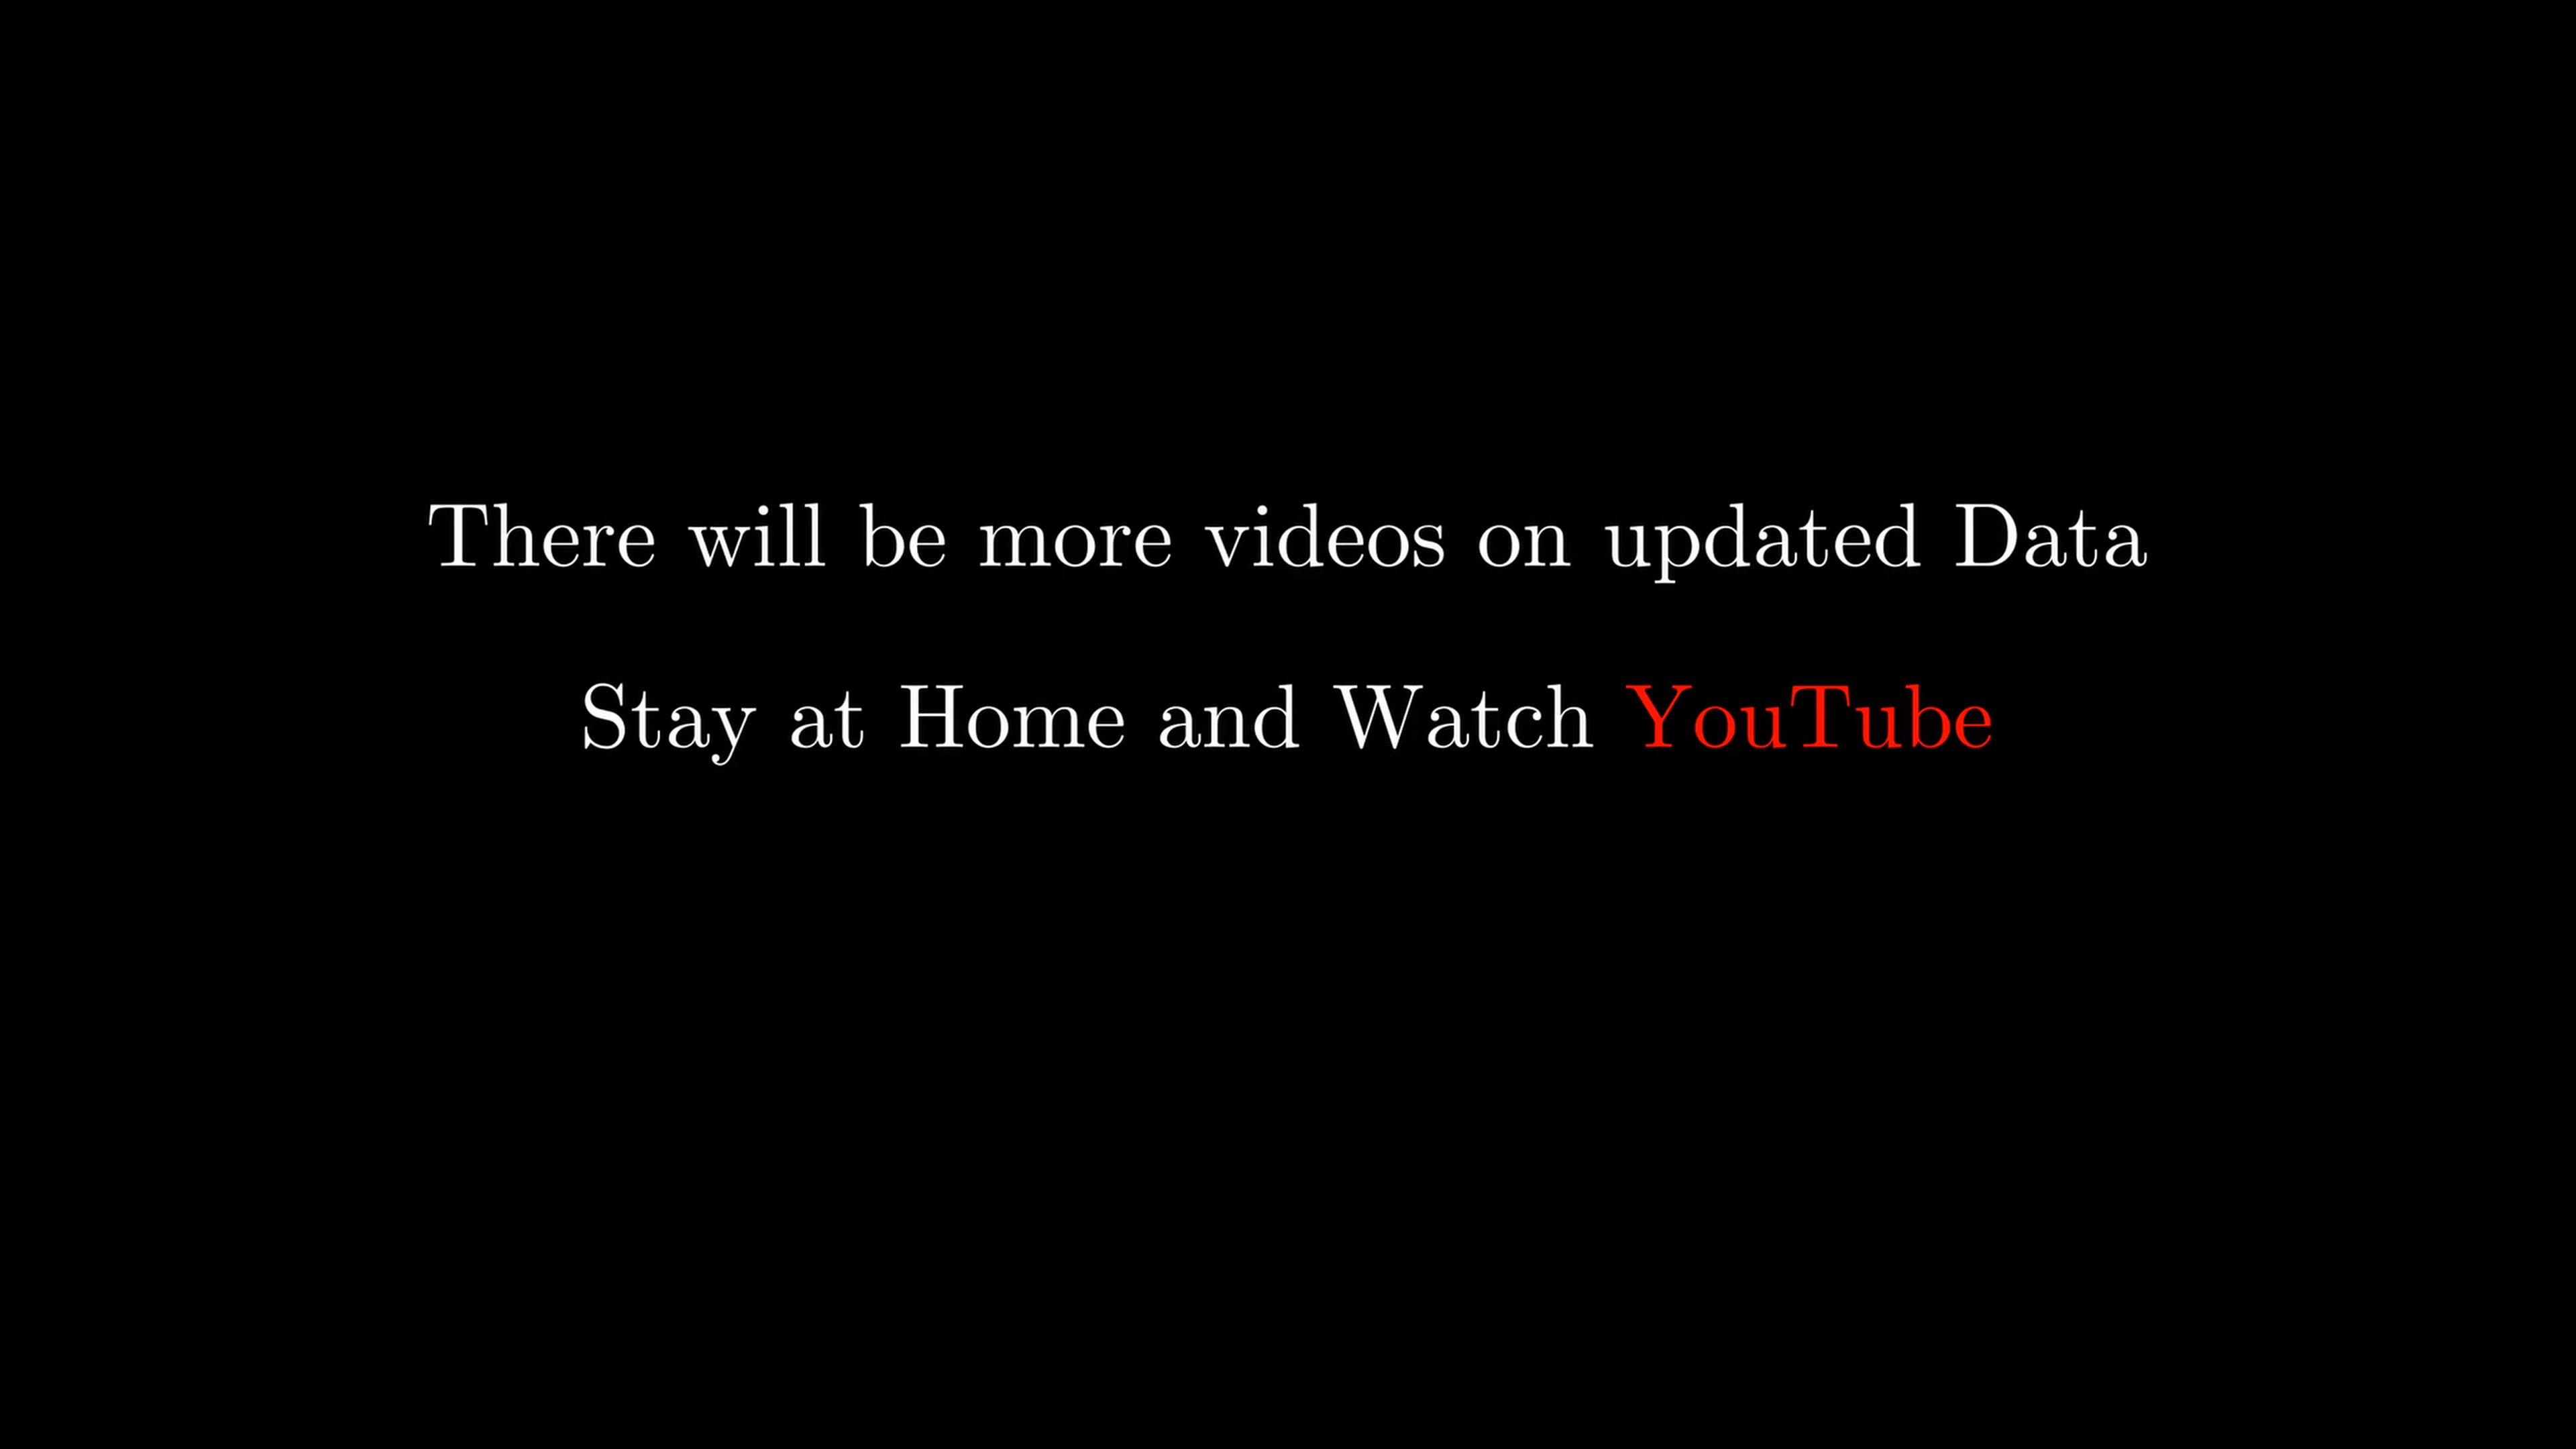 There will be more videos on updated Data
Stay at Home and Watch YouTube